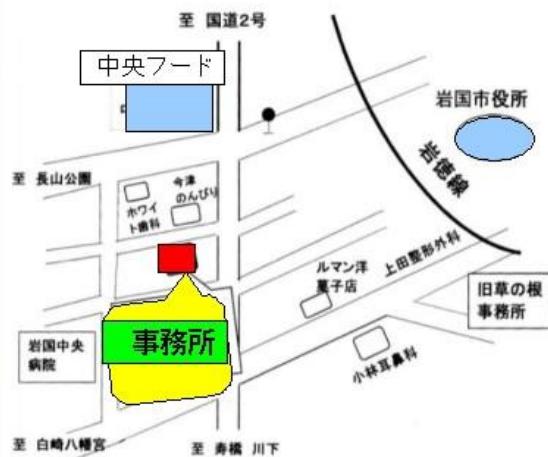 至 国道2号
中央フード
岩国市役所
岩徳線
至 長山公園
今津
のんびり
ホワイ
ト歯科
ルマン洋
菓子店
上田整形外科
旧草の根
事務所
事務所
岩国中央
病院
小林耳鼻科
至 白崎八幡宮
至 寿橋 川下